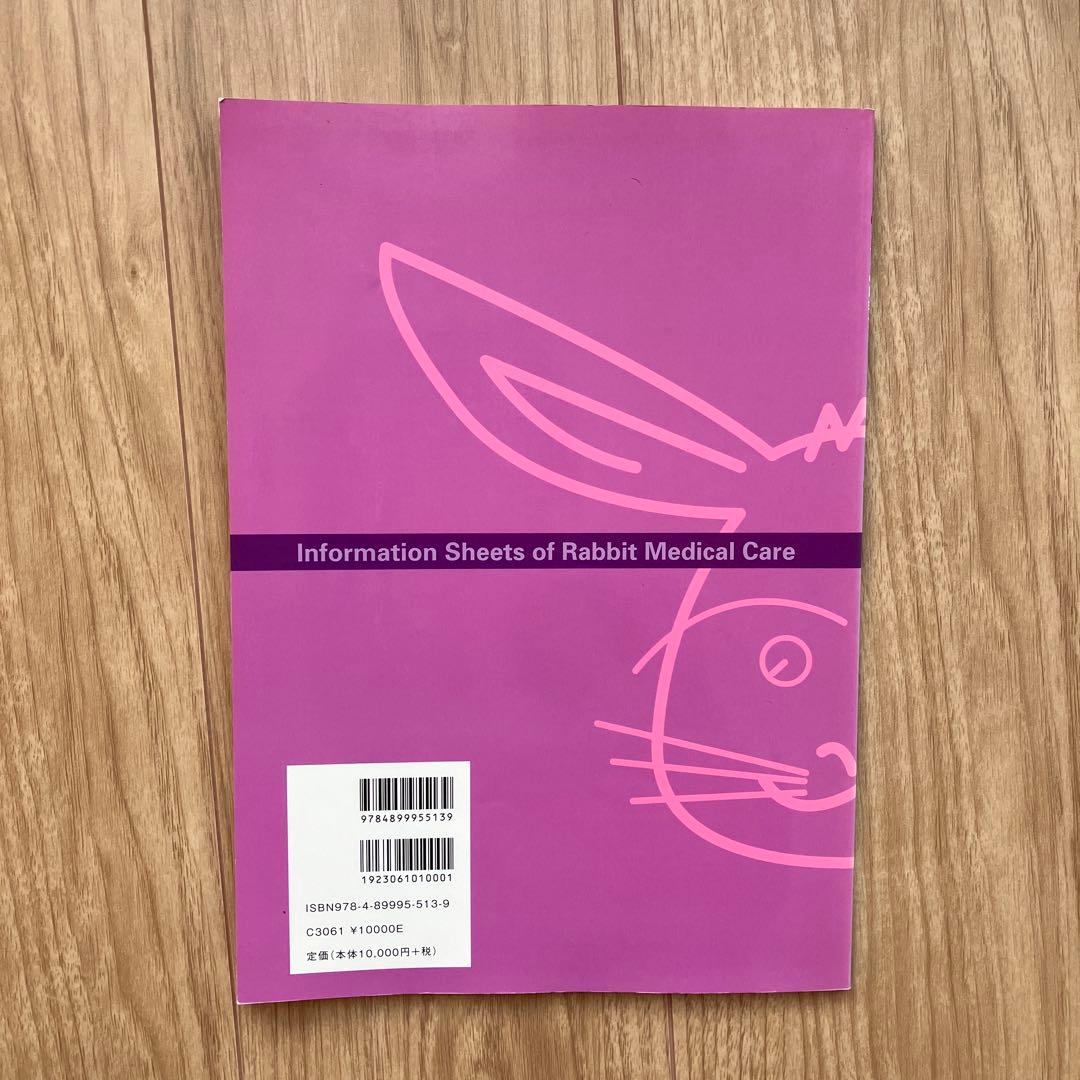 Information Sheets of Rabbit Medical Care
9784899955139
1923061010001
ISBN978-4-89995-513-9
C3061 ¥10000E
定価(本体10,000円+税)